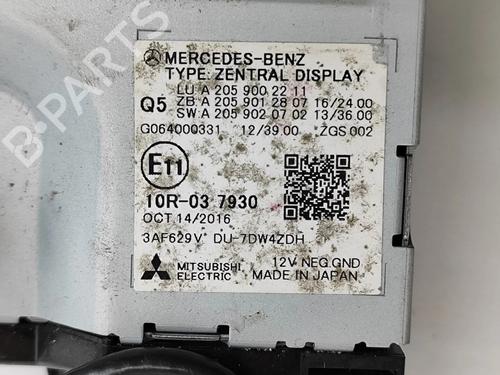 B-PARTS
MERCEDES-BENZ
TYPE: ZENTRAL DISPLAY
LU A 205 900 22 11
Q5 ZB A 205 901 28 07 16/24 00
SW A 205 902 07 02 13/36 00
G064000331 12/39 00 ZGS 002
E11
10R-03 7930
OCT 14/2016
3AF629V DU-7DW4ZDH
MITSUBISHI ELECTRIC
12V NEG GND
MADE IN JAPAN